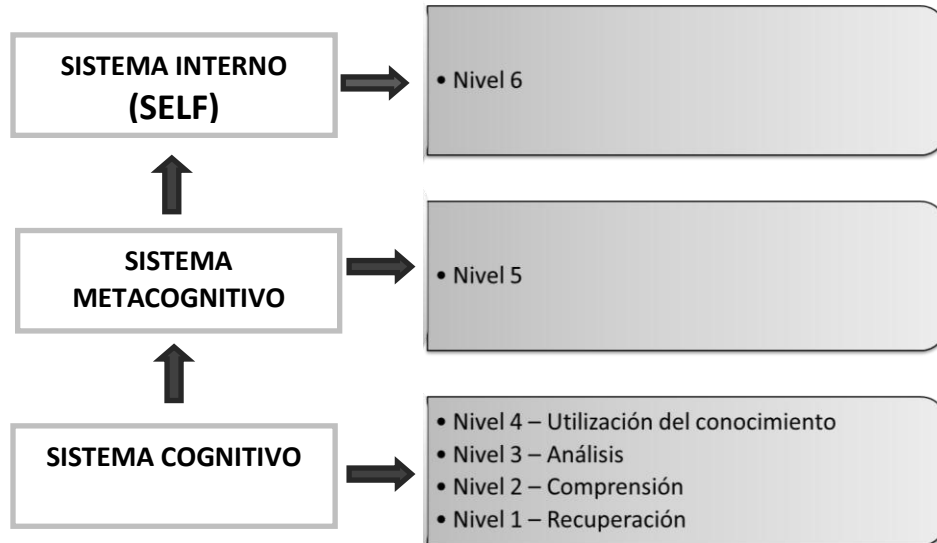 SISTEMA INTERNO
(SELF)
• Nivel 6
SISTEMA
METACOGNITIVO
• Nivel 5
SISTEMA COGNITIVO
• Nivel 4 – Utilización del conocimiento
• Nivel 3 – Análisis
• Nivel 2 – Comprensión
• Nivel 1 – Recuperación